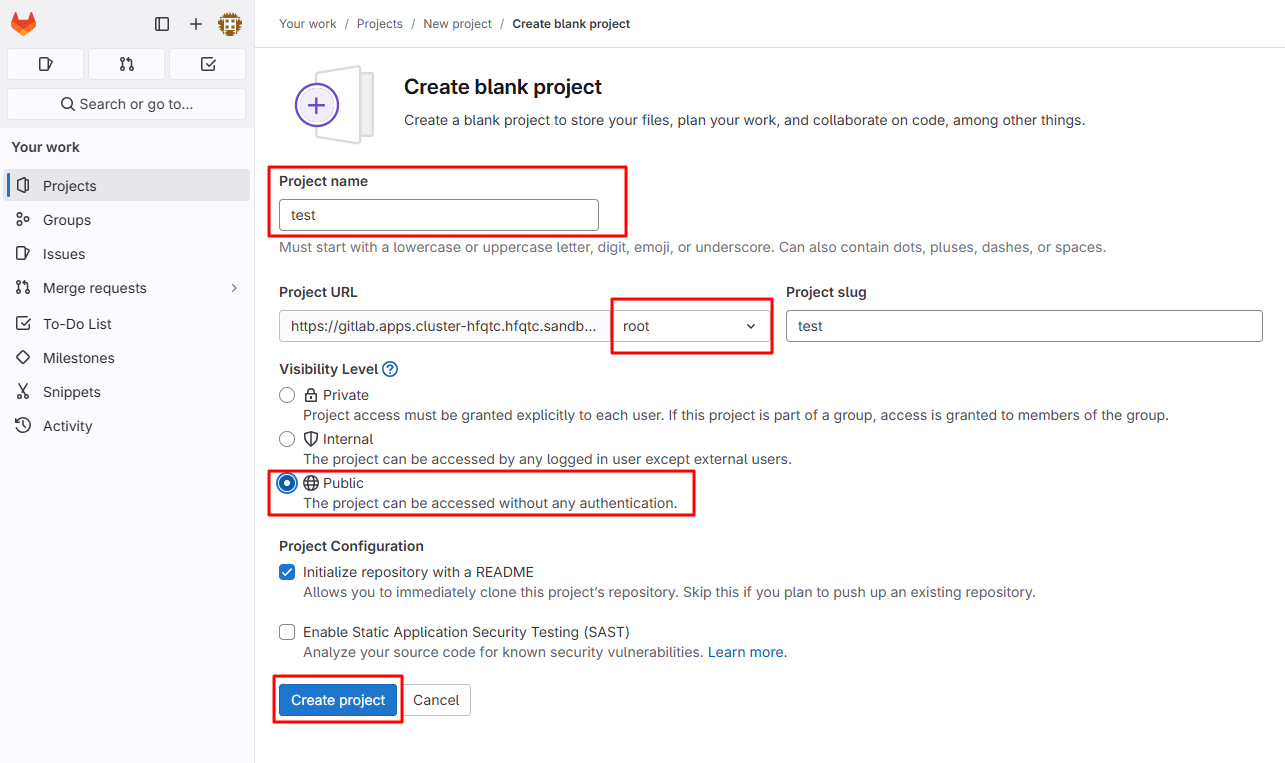 Your work / Projects / New project / Create blank project
Search or go to...
Your work
Projects
Groups
Issues
Merge requests
To-Do List
Milestones
Snippets
Activity
Create blank project
Create a blank project to store your files, plan your work, and collaborate on code, among other things.
Project name
test
Must start with a lowercase or uppercase letter, digit, emoji, or underscore. Can also contain dots, pluses, dashes, or spaces.
Project URL
https://gitlab.apps.cluster-hfqtc.hfqtc.sandb...
root
Project slug
test
Visibility Level
Private
Project access must be granted explicitly to each user. If this project is part of a group, access is granted to members of the group.
Internal
The project can be accessed by any logged in user except external users.
Public
The project can be accessed without any authentication.
Project Configuration
Initialize repository with a README
Allows you to immediately clone this project's repository. Skip this if you plan to push up an existing repository.
Enable Static Application Security Testing (SAST)
Analyze your source code for known security vulnerabilities. Learn more.
Create project
Cancel